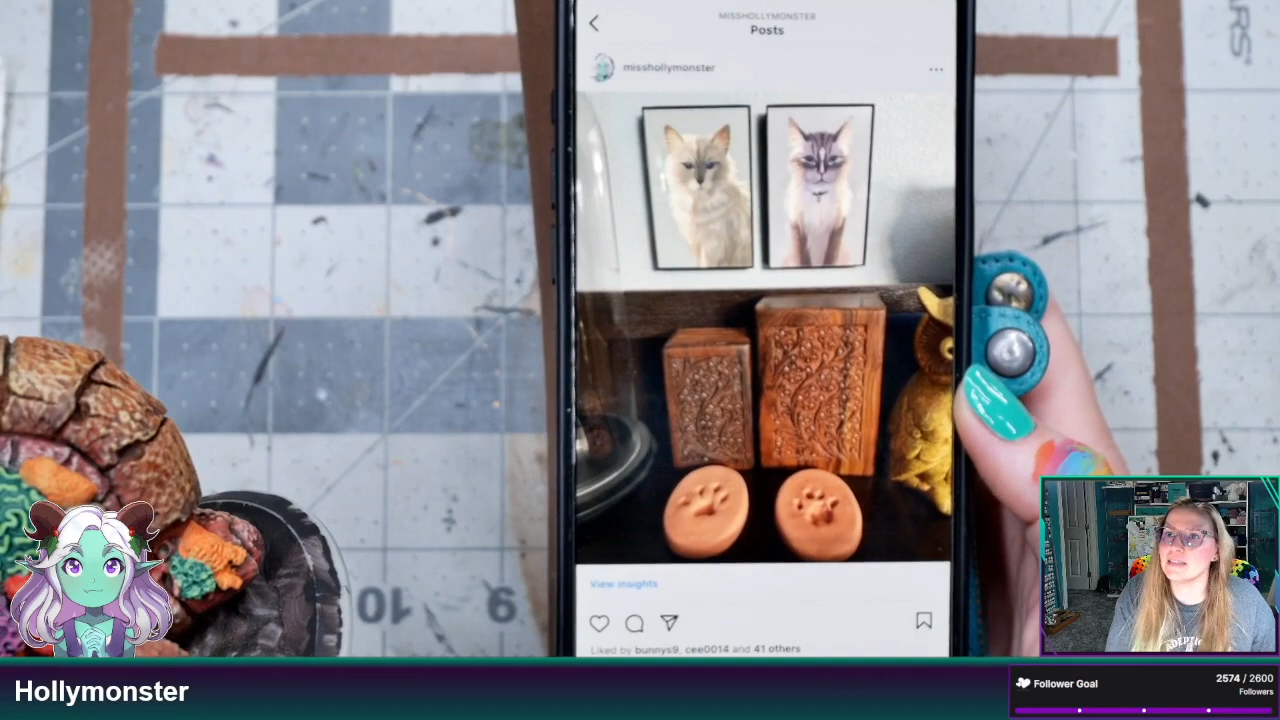 MISSHOLLYMONSTER
Posts
misshollymonster
View insights
Liked by bunnys9, cee0014 and 41 others
10 9
Hollymonster
Follower Goal
2574 / 2600
Followers